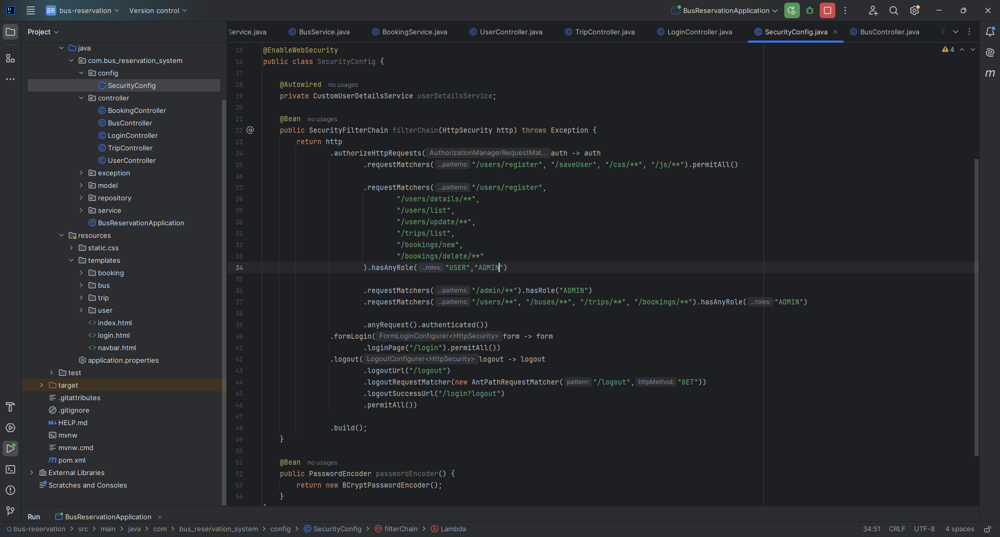 BR bus-reservation Version control BusReservationApplication
Project
Service.java BusService.java BookingService.java UserController.java TripController.java LoginController.java SecurityConfig.java BusController.java
java
com.bus_reservation_system
config
SecurityConfig
controller
BookingController
BusController
LoginController
TripController
UserController
exception
model
repository
service
BusReservationApplication
resources
static.css
templates
booking
bus
trip
user
index.html
login.html
navbar.html
application.properties
test
target
.gitattributes
.gitignore
HELP.md
mvnw
mvnw.cmd
pom.xml
External Libraries
Scratches and Consoles
4
15 @EnableWebSecurity
16 public class SecurityConfig {
17
18 @Autowired no usages
19 private CustomUserDetailsService userDetailsService;
20
21 @Bean no usages
22 public SecurityFilterChain filterChain(HttpSecurity http) throws Exception {
23 return http
24 .authorizeHttpRequests( AuthorizationManagerRequestMat... auth -> auth
25 .requestMatchers( ...patterns: "/users/register", "/saveUser", "/css/**", "/js/**").permitAll()
26
27 .requestMatchers( ...patterns: "/users/register",
28 "/users/details/**",
29 "/users/list",
30 "/users/update/**",
31 "/trips/list",
32 "/bookings/new",
33 "/bookings/delete/**"
34 ).hasAnyRole( ...roles: "USER","ADMIN")
35
36 .requestMatchers( ...patterns: "/admin/**").hasRole("ADMIN")
37 .requestMatchers( ...patterns: "/users/**", "/buses/**", "/trips/**", "/bookings/**").hasAnyRole( ...roles: "ADMIN")
38
39 .anyRequest().authenticated())
40 .formLogin( FormLoginConfigurer<HttpSecurity> form -> form
41 .loginPage("/login").permitAll())
42 .logout( LogoutConfigurer<HttpSecurity> logout -> logout
43 .logoutUrl("/logout")
44 .logoutRequestMatcher(new AntPathRequestMatcher( pattern: "/logout", httpMethod: "GET"))
45 .logoutSuccessUrl("/login?logout")
46 .permitAll())
47
48 .build();
49 }
50
51 @Bean no usages
52 public PasswordEncoder passwordEncoder() {
53 return new BCryptPasswordEncoder();
54 }
Run BusReservationApplication
bus-reservation > src > main > java > com > bus_reservation_system > config > SecurityConfig > filterChain > Lambda 34:51 CRLF UTF-8 4 spaces